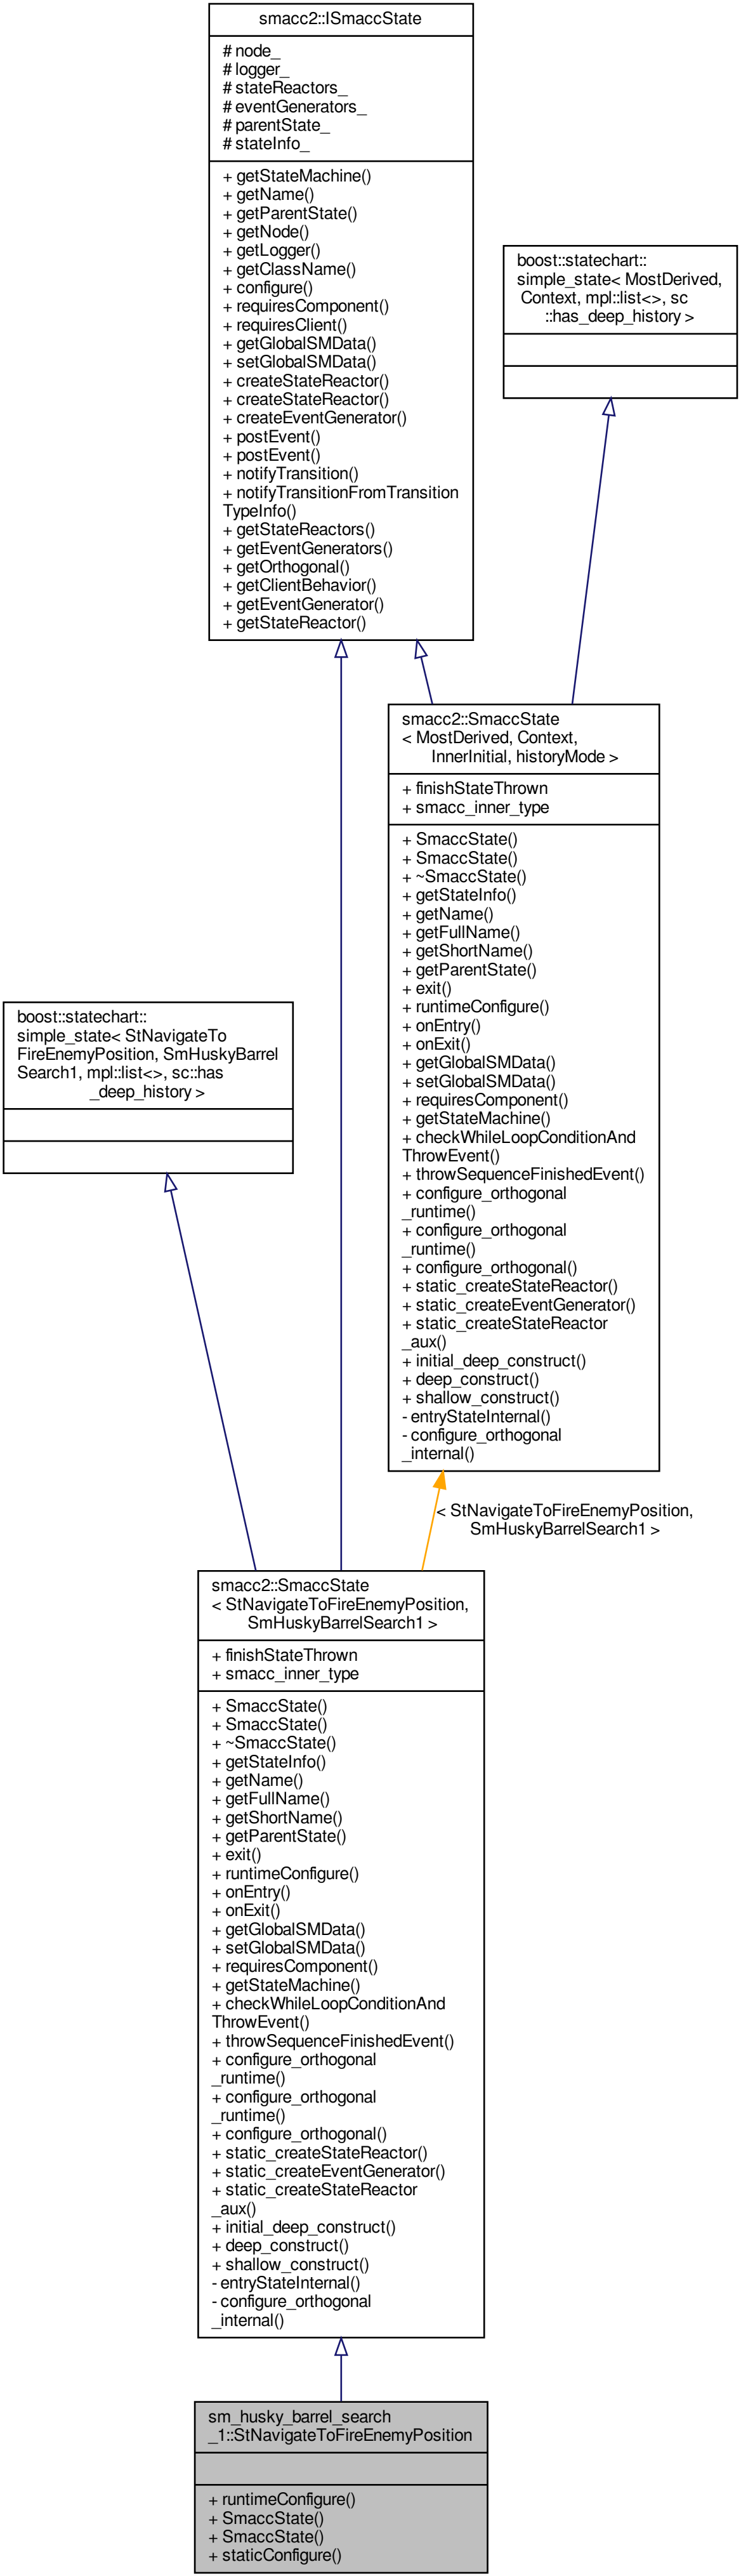 smacc2::ISmaccState
# node_
# logger_
# stateReactors_
# eventGenerators_
# parentState_
# stateInfo_
+ getStateMachine()
+ getName()
+ getParentState()
+ getNode()
+ getLogger()
+ getClassName()
+ configure()
+ requiresComponent()
+ requiresClient()
+ getGlobalSMData()
+ setGlobalSMData()
+ createStateReactor()
+ createStateReactor()
+ createEventGenerator()
+ postEvent()
+ postEvent()
+ notifyTransition()
+ notifyTransitionFromTransition
TypeInfo()
+ getStateReactors()
+ getEventGenerators()
+ getOrthogonal()
+ getClientBehavior()
+ getEventGenerator()
+ getStateReactor()
boost::statechart::
simple_state< MostDerived,
Context, mpl::list<>, sc
::has_deep_history >
smacc2::SmaccState
< MostDerived, Context,
InnerInitial, historyMode >
+ finishStateThrown
+ smacc_inner_type
+ SmaccState()
+ SmaccState()
+ ~SmaccState()
+ getStateInfo()
+ getName()
+ getFullName()
+ getShortName()
+ getParentState()
+ exit()
+ runtimeConfigure()
+ onEntry()
+ onExit()
+ getGlobalSMData()
+ setGlobalSMData()
+ requiresComponent()
+ getStateMachine()
+ checkWhileLoopConditionAnd
ThrowEvent()
+ throwSequenceFinishedEvent()
+ configure_orthogonal
_runtime()
+ configure_orthogonal
_runtime()
+ configure_orthogonal()
+ static_createStateReactor()
+ static_createEventGenerator()
+ static_createStateReactor
_aux()
+ initial_deep_construct()
+ deep_construct()
+ shallow_construct()
- entryStateInternal()
- configure_orthogonal
_internal()
boost::statechart::
simple_state< StNavigateTo
FireEnemyPosition, SmHuskyBarrel
Search1, mpl::list<>, sc::has
_deep_history >
< StNavigateToFireEnemyPosition,
SmHuskyBarrelSearch1 >
smacc2::SmaccState
< StNavigateToFireEnemyPosition,
SmHuskyBarrelSearch1 >
+ finishStateThrown
+ smacc_inner_type
+ SmaccState()
+ SmaccState()
+ ~SmaccState()
+ getStateInfo()
+ getName()
+ getFullName()
+ getShortName()
+ getParentState()
+ exit()
+ runtimeConfigure()
+ onEntry()
+ onExit()
+ getGlobalSMData()
+ setGlobalSMData()
+ requiresComponent()
+ getStateMachine()
+ checkWhileLoopConditionAnd
ThrowEvent()
+ throwSequenceFinishedEvent()
+ configure_orthogonal
_runtime()
+ configure_orthogonal
_runtime()
+ configure_orthogonal()
+ static_createStateReactor()
+ static_createEventGenerator()
+ static_createStateReactor
_aux()
+ initial_deep_construct()
+ deep_construct()
+ shallow_construct()
- entryStateInternal()
- configure_orthogonal
_internal()
sm_husky_barrel_search
_1::StNavigateToFireEnemyPosition
+ runtimeConfigure()
+ SmaccState()
+ SmaccState()
+ staticConfigure()